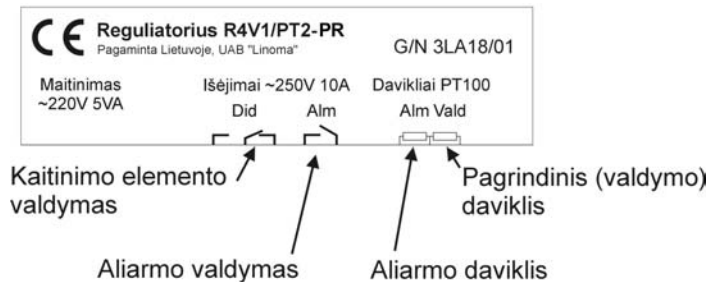 CE Reguliatorius R4V1/PT2-PR
Pagaminta Lietuvoje, UAB "Linoma"
G/N 3LA18/01
Maitinimas
~220V 5VA
Išėjimai ~250V 10A
Did Alm
Davikliai PT100
Alm Vald
Kaitinimo elemento
valdymas
Pagrindinis (valdymo)
daviklis
Aliarmo valdymas
Aliarmo daviklis